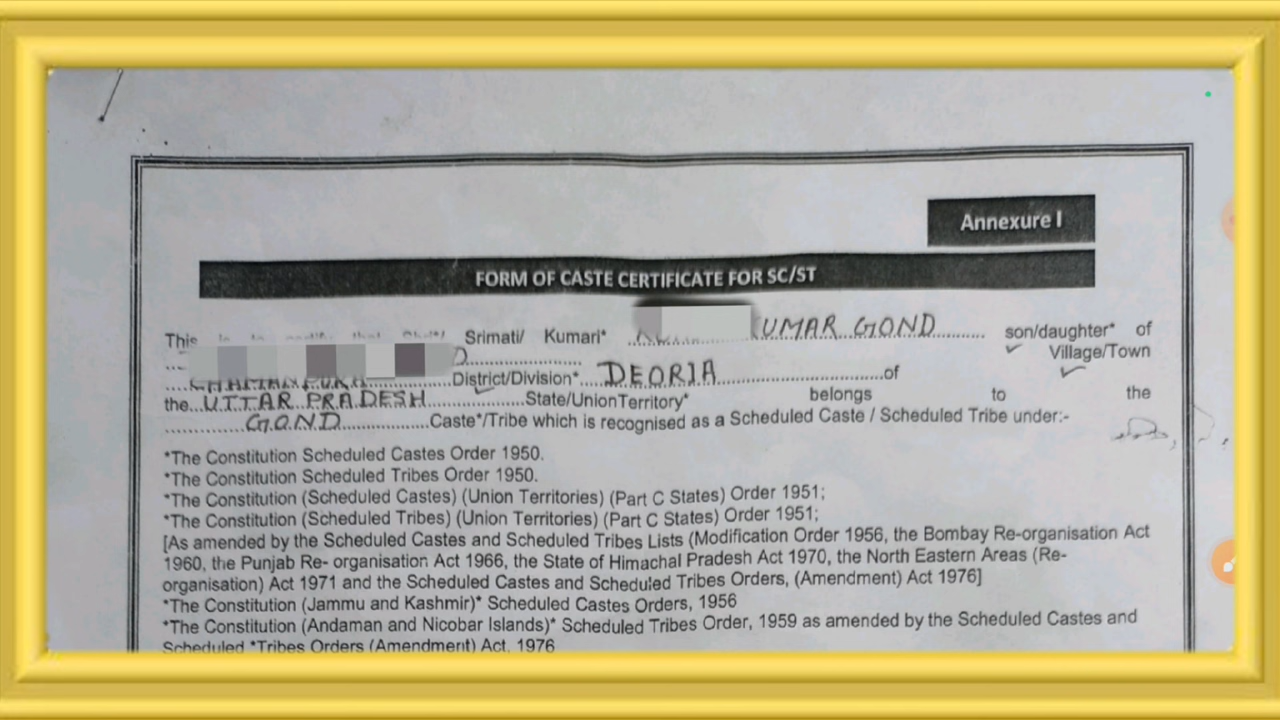 Annexure I
FORM OF CASTE CERTIFICATE FOR SC/ST
This Srimati/ Kumari* KUMAR GOND son/daughter* of
Village/Town
District/Division* DEORIA of
the UTTAR PRADESH State/UnionTerritory* belongs to the
G.O.N.D. Caste*/Tribe which is recognised as a Scheduled Caste / Scheduled Tribe under:-
*The Constitution Scheduled Castes Order 1950.
*The Constitution Scheduled Tribes Order 1950.
*The Constitution (Scheduled Castes) (Union Territories) (Part C States) Order 1951;
*The Constitution (Scheduled Tribes) (Union Territories) (Part C States) Order 1951;
[As amended by the Scheduled Castes and Scheduled Tribes Lists (Modification Order 1956, the Bombay Re-organisation Act
1960, the Punjab Re- organisation Act 1966, the State of Himachal Pradesh Act 1970, the North Eastern Areas (Re-
organisation) Act 1971 and the Scheduled Castes and Scheduled Tribes Orders, (Amendment) Act 1976]
*The Constitution (Jammu and Kashmir)* Scheduled Castes Orders, 1956
*The Constitution (Andaman and Nicobar Islands)* Scheduled Tribes Order, 1959 as amended by the Scheduled Castes and
Scheduled *Tribes Orders (Amendment) Act, 1976